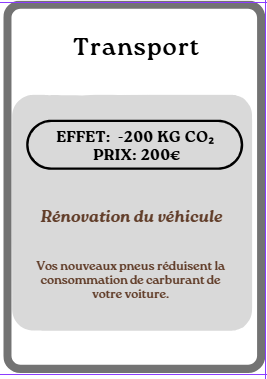 Transport
EFFET: -200 KG CO₂
PRIX: 200€
Rénovation du véhicule
Vos nouveaux pneus réduisent la
consommation de carburant de
votre voiture.